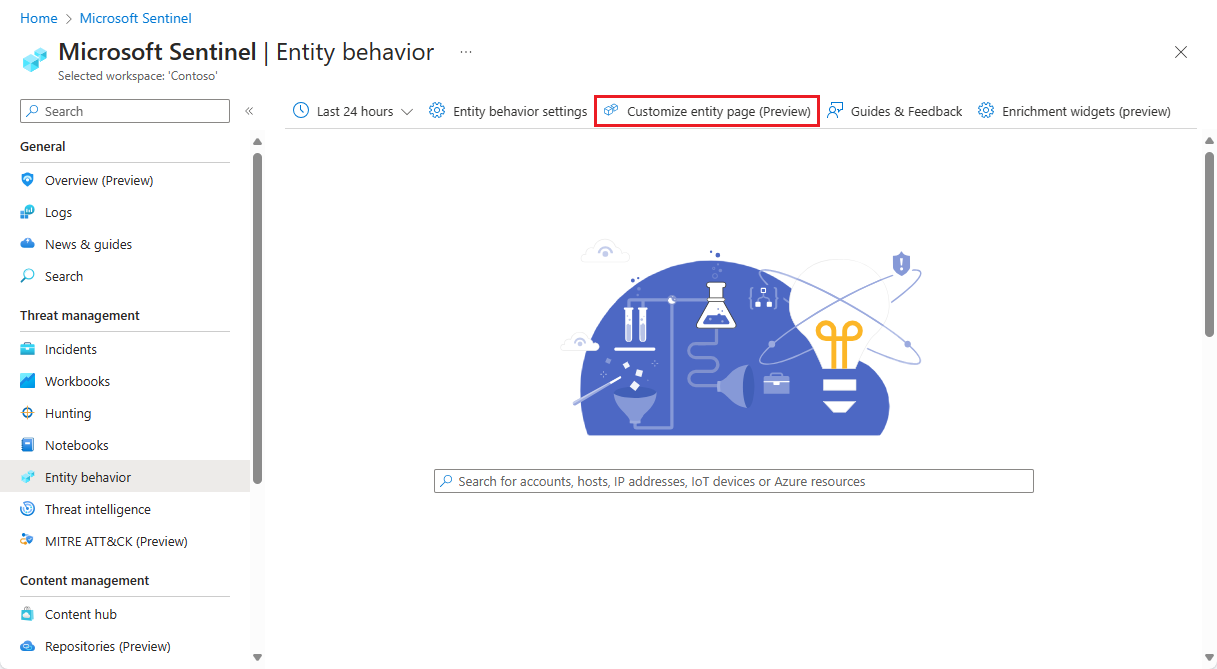 Home > Microsoft Sentinel
Microsoft Sentinel | Entity behavior ...
Selected workspace: 'Contoso'
Search «
Last 24 hours Entity behavior settings Customize entity page (Preview) Guides & Feedback Enrichment widgets (preview)
General
Overview (Preview)
Logs
News & guides
Search
Threat management
Incidents
Workbooks
Hunting
Notebooks
Entity behavior
Threat intelligence
MITRE ATT&CK (Preview)
Content management
Content hub
Repositories (Preview)
Search for accounts, hosts, IP addresses, IoT devices or Azure resources